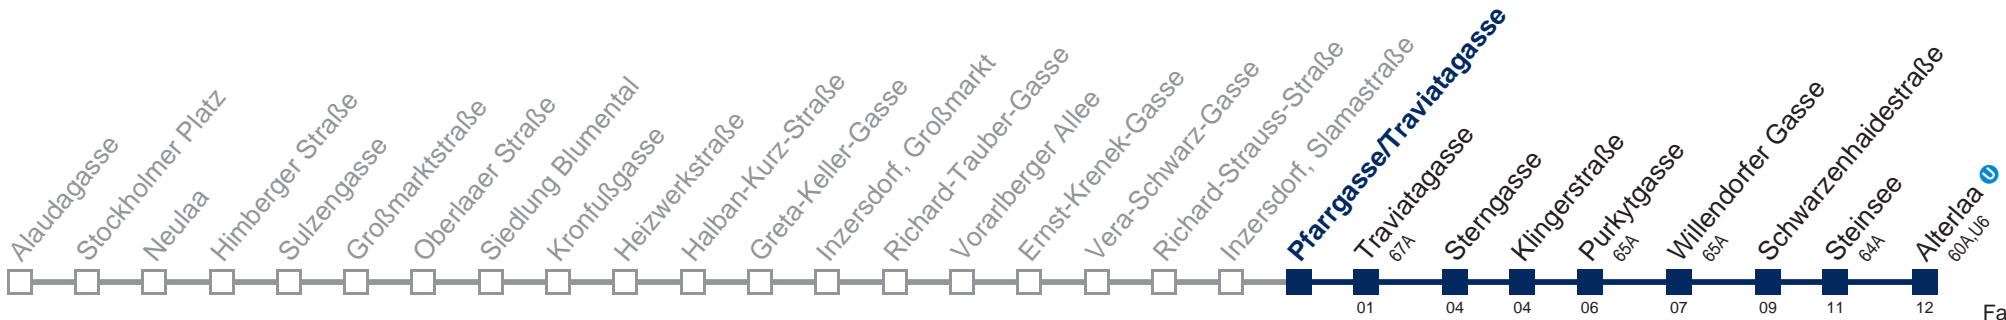 Alaudagasse
Stockholmer Platz
Neulaa
Himberger Straße
Sulzengasse
Großmarktstraße
Oberlaaer Straße
Siedlung Blumental
Kronfußgasse
Heizwerkstraße
Halban-Kurz-Straße
Greta-Keller-Gasse
Inzersdorf, Großmarkt
Richard-Tauber-Gasse
Vorarlberger Allee
Ernst-Krenek-Gasse
Vera-Schwarz-Gasse
Richard-Strauss-Straße
Inzersdorf, Slamastraße
Pfarrgasse/Traviatagasse
Traviatagasse
67A
Sterngasse
Klingerstraße
Purkytgasse
65A
Willendorfer Gasse
65A
Schwarzenhaidestraße
Steinsee
64A
Alterlaa U
60A,U6
01 04 04 06 07 09 11 12
Fa